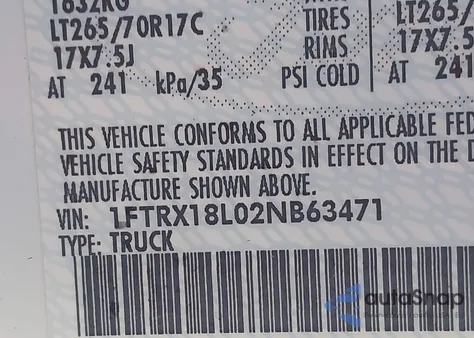 1632KG
LT265/70R17C TIRES LT265/
17X7.5J RIMS 17X7.5
AT 241 kPa/35 PSI COLD AT 241
THIS VEHICLE CONFORMS TO ALL APPLICABLE FED
VEHICLE SAFETY STANDARDS IN EFFECT ON THE D
MANUFACTURE SHOWN ABOVE.
VIN: 1FTRX18L02NB63471
TYPE: TRUCK
autoSnap